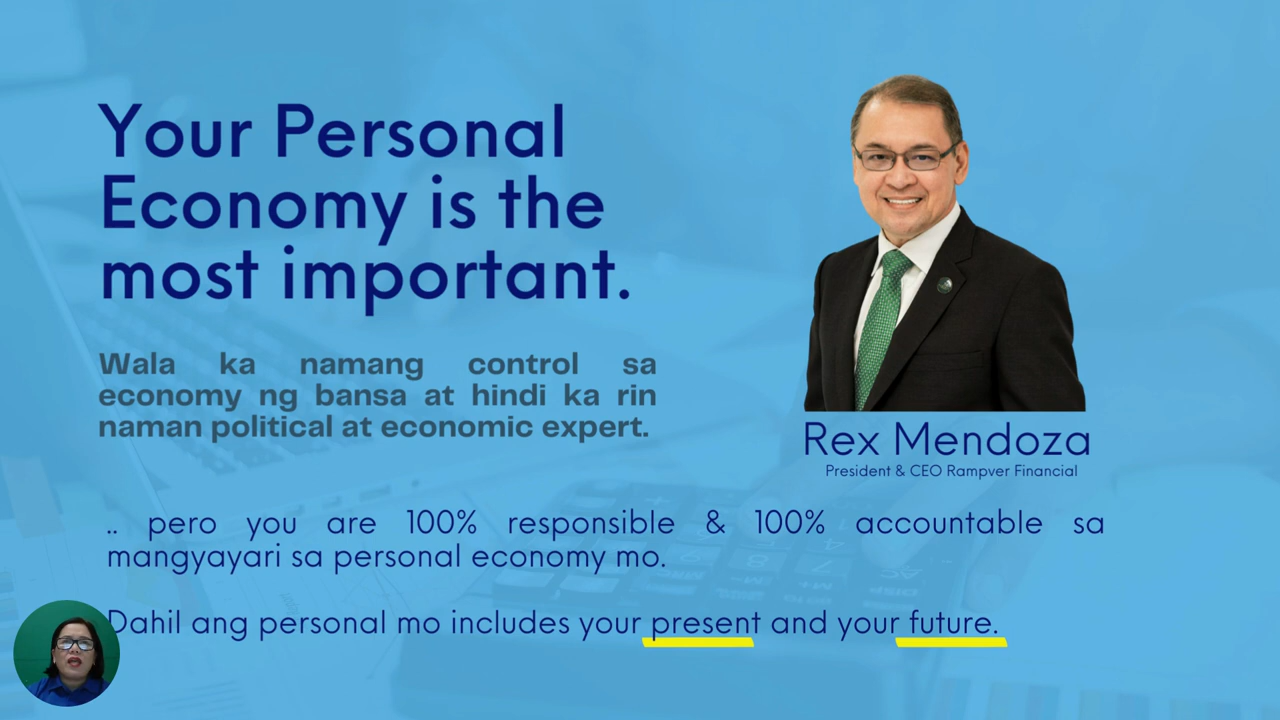 Your Personal
Economy is the
most important.
Wala ka namang control sa
economy ng bansa at hindi ka rin
naman political at economic expert.
Rex Mendoza
President & CEO Rampver Financial
.. pero you are 100% responsible & 100% accountable sa
mangyayari sa personal economy mo.
Dahil ang personal mo includes your present and your future.